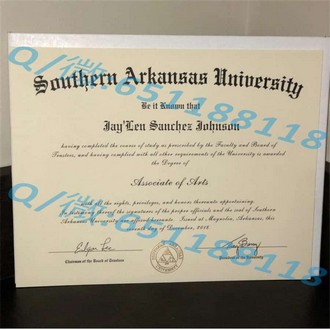 Southern Arkansas University
Be it Known that
Jay'Len Sanchez Johnson
having completed the course of study as prescribed by the Faculty and Board of
Trustees, and having complied with all other requirements of the University is awarded
the Degree of
Associate of Arts
With all the rights, privileges, and honors thereunto appertaining.
In testimony thereof the signatures of the proper officials and the seal of Southern
Arkansas University are affixed hereunto. Issued at Magnolia, Arkansas, this
seventh day of December, 2018.
Chairman of the Board of Trustees
President of the University
Q/微:651188118
Q/微:651188118